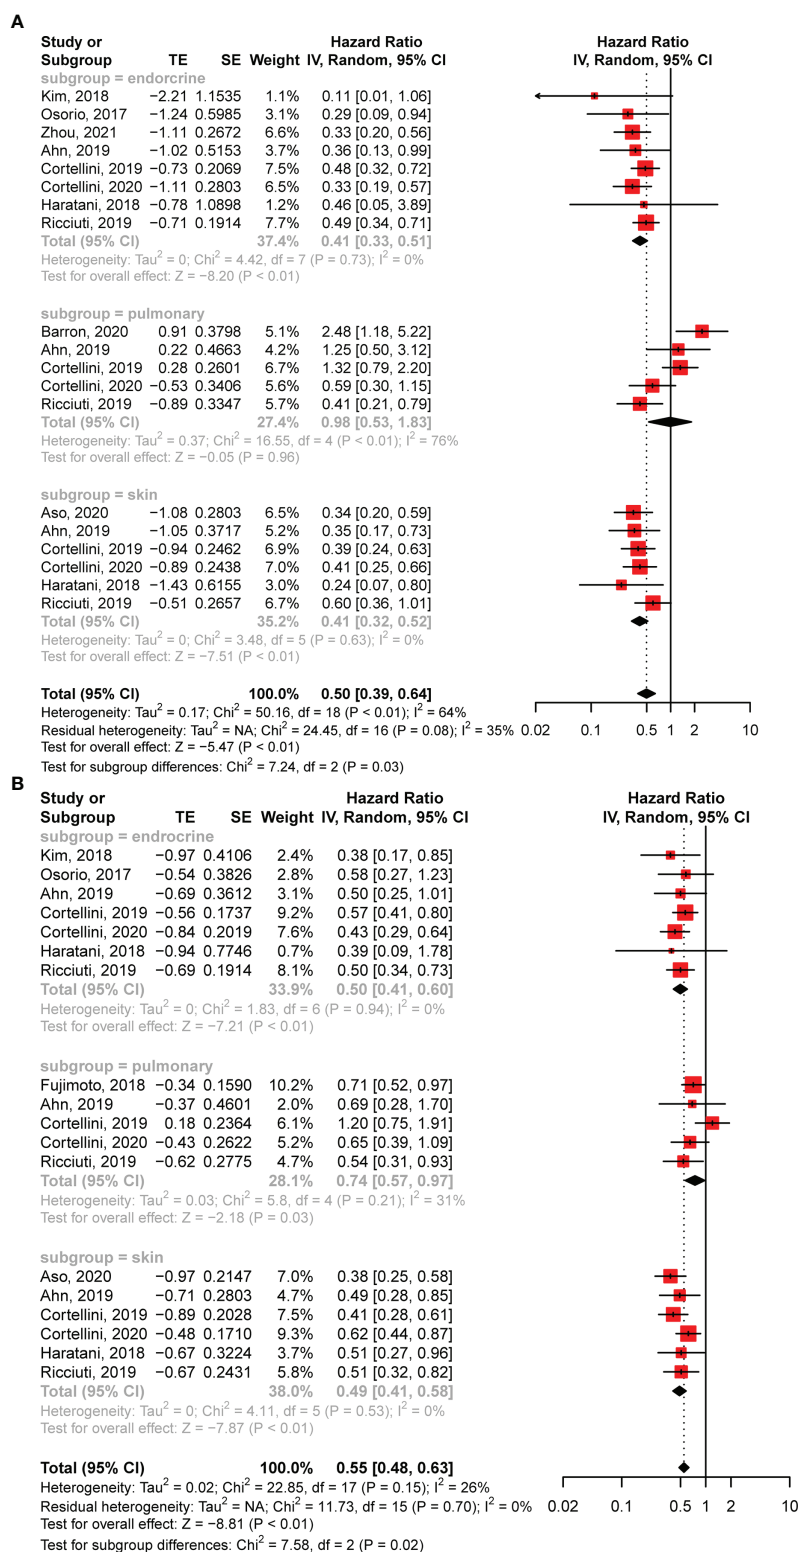 A
Study or Hazard Ratio Hazard Ratio
Subgroup TE SE Weight IV, Random, 95% CI IV, Random, 95% CI
subgroup = endorcrine
Kim, 2018 −2.21 1.1535 1.1% 0.11 [0.01, 1.06]
Osorio, 2017 −1.24 0.5985 3.1% 0.29 [0.09, 0.94]
Zhou, 2021 −1.11 0.2672 6.6% 0.33 [0.20, 0.56]
Ahn, 2019 −1.02 0.5153 3.7% 0.36 [0.13, 0.99]
Cortellini, 2019 −0.73 0.2069 7.5% 0.48 [0.32, 0.72]
Cortellini, 2020 −1.11 0.2803 6.5% 0.33 [0.19, 0.57]
Haratani, 2018 −0.78 1.0898 1.2% 0.46 [0.05, 3.89]
Ricciuti, 2019 −0.71 0.1914 7.7% 0.49 [0.34, 0.71]
Total (95% CI) 37.4% 0.41 [0.33, 0.51]
Heterogeneity: Tau² = 0; Chi² = 4.42, df = 7 (P = 0.73); I² = 0%
Test for overall effect: Z = −8.20 (P < 0.01)
subgroup = pulmonary
Barron, 2020 0.91 0.3798 5.1% 2.48 [1.18, 5.22]
Ahn, 2019 0.22 0.4663 4.2% 1.25 [0.50, 3.12]
Cortellini, 2019 0.28 0.2601 6.7% 1.32 [0.79, 2.20]
Cortellini, 2020 −0.53 0.3406 5.6% 0.59 [0.30, 1.15]
Ricciuti, 2019 −0.89 0.3347 5.7% 0.41 [0.21, 0.79]
Total (95% CI) 27.4% 0.98 [0.53, 1.83]
Heterogeneity: Tau² = 0.37; Chi² = 16.55, df = 4 (P < 0.01); I² = 76%
Test for overall effect: Z = −0.05 (P = 0.96)
subgroup = skin
Aso, 2020 −1.08 0.2803 6.5% 0.34 [0.20, 0.59]
Ahn, 2019 −1.05 0.3717 5.2% 0.35 [0.17, 0.73]
Cortellini, 2019 −0.94 0.2462 6.9% 0.39 [0.24, 0.63]
Cortellini, 2020 −0.89 0.2438 7.0% 0.41 [0.25, 0.66]
Haratani, 2018 −1.43 0.6155 3.0% 0.24 [0.07, 0.80]
Ricciuti, 2019 −0.51 0.2657 6.7% 0.60 [0.36, 1.01]
Total (95% CI) 35.2% 0.41 [0.32, 0.52]
Heterogeneity: Tau² = 0; Chi² = 3.48, df = 5 (P = 0.63); I² = 0%
Test for overall effect: Z = −7.51 (P < 0.01)
Total (95% CI) 100.0% 0.50 [0.39, 0.64]
Heterogeneity: Tau² = 0.17; Chi² = 50.16, df = 18 (P < 0.01); I² = 64%
Residual heterogeneity: Tau² = NA; Chi² = 24.45, df = 16 (P = 0.08); I² = 35% 0.02 0.1 0.5 1 2 10
Test for overall effect: Z = −5.47 (P < 0.01)
Test for subgroup differences: Chi² = 7.24, df = 2 (P = 0.03)
B
Study or Hazard Ratio Hazard Ratio
Subgroup TE SE Weight IV, Random, 95% CI IV, Random, 95% CI
subgroup = endocrine
Kim, 2018 −0.97 0.4106 2.4% 0.38 [0.17, 0.85]
Osorio, 2017 −0.54 0.3826 2.8% 0.58 [0.27, 1.23]
Ahn, 2019 −0.69 0.3612 3.1% 0.50 [0.25, 1.01]
Cortellini, 2019 −0.56 0.1737 9.2% 0.57 [0.41, 0.80]
Cortellini, 2020 −0.84 0.2019 7.6% 0.43 [0.29, 0.64]
Haratani, 2018 −0.94 0.7746 0.7% 0.39 [0.09, 1.78]
Ricciuti, 2019 −0.69 0.1914 8.1% 0.50 [0.34, 0.73]
Total (95% CI) 33.9% 0.50 [0.41, 0.60]
Heterogeneity: Tau² = 0; Chi² = 1.83, df = 6 (P = 0.94); I² = 0%
Test for overall effect: Z = −7.21 (P < 0.01)
subgroup = pulmonary
Fujimoto, 2018 −0.34 0.1590 10.2% 0.71 [0.52, 0.97]
Ahn, 2019 −0.37 0.4601 2.0% 0.69 [0.28, 1.70]
Cortellini, 2019 0.18 0.2364 6.1% 1.20 [0.75, 1.91]
Cortellini, 2020 −0.43 0.2622 5.2% 0.65 [0.39, 1.09]
Ricciuti, 2019 −0.62 0.2775 4.7% 0.54 [0.31, 0.93]
Total (95% CI) 28.1% 0.74 [0.57, 0.97]
Heterogeneity: Tau² = 0.03; Chi² = 5.8, df = 4 (P = 0.21); I² = 31%
Test for overall effect: Z = −2.18 (P = 0.03)
subgroup = skin
Aso, 2020 −0.97 0.2147 7.0% 0.38 [0.25, 0.58]
Ahn, 2019 −0.71 0.2803 4.7% 0.49 [0.28, 0.85]
Cortellini, 2019 −0.89 0.2028 7.5% 0.41 [0.28, 0.61]
Cortellini, 2020 −0.48 0.1710 9.3% 0.62 [0.44, 0.87]
Haratani, 2018 −0.67 0.3224 3.7% 0.51 [0.27, 0.96]
Ricciuti, 2019 −0.67 0.2431 5.8% 0.51 [0.32, 0.82]
Total (95% CI) 38.0% 0.49 [0.41, 0.58]
Heterogeneity: Tau² = 0; Chi² = 4.11, df = 5 (P = 0.53); I² = 0%
Test for overall effect: Z = −7.87 (P < 0.01)
Total (95% CI) 100.0% 0.55 [0.48, 0.63]
Heterogeneity: Tau² = 0.02; Chi² = 22.85, df = 17 (P = 0.15); I² = 26%
Residual heterogeneity: Tau² = NA; Chi² = 11.73, df = 15 (P = 0.70); I² = 0% 0.02 0.1 0.5 1 2 10
Test for overall effect: Z = −8.81 (P < 0.01)
Test for subgroup differences: Chi² = 7.58, df = 2 (P = 0.02)